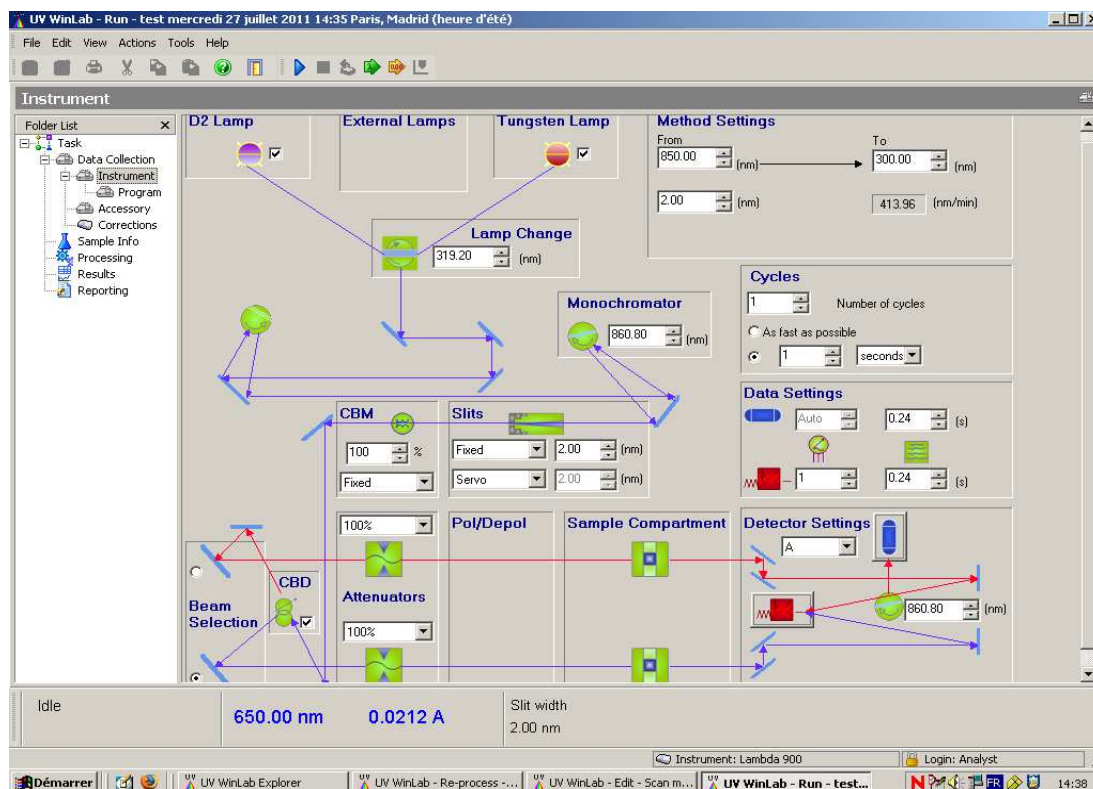 UV WinLab - Run - test mercredi 27 juillet 2011 14:35 Paris, Madrid (heure d'été)
File Edit View Actions Tools Help
Instrument
Folder List
Task
Data Collection
Instrument
Program
Accessory
Corrections
Sample Info
Processing
Results
Reporting
D2 Lamp
External Lamps
Tungsten Lamp
Method Settings
From
To
850.00 (nm)
300.00 (nm)
2.00 (nm)
413.96 (nm/min)
Lamp Change
319.20 (nm)
Monochromator
860.80 (nm)
Cycles
1 Number of cycles
As fast as possible
1 seconds
CBM
100 %
Fixed
Slits
Fixed 2.00 (nm)
Servo 2.00 (nm)
Data Settings
Auto 0.24 (s)
1 0.24 (s)
Beam Selection
CBD
100%
Attenuators
100%
Pol/Depol
Sample Compartment
Detector Settings
A
860.80 (nm)
Idle
650.00 nm 0.0212 A
Slit width
2.00 nm
Instrument: Lambda 900
Login: Analyst
Démarrer
UV WinLab Explorer
UV WinLab - Re-process -...
UV WinLab - Edit - Scan m...
UV WinLab - Run - test...
FR
14:38